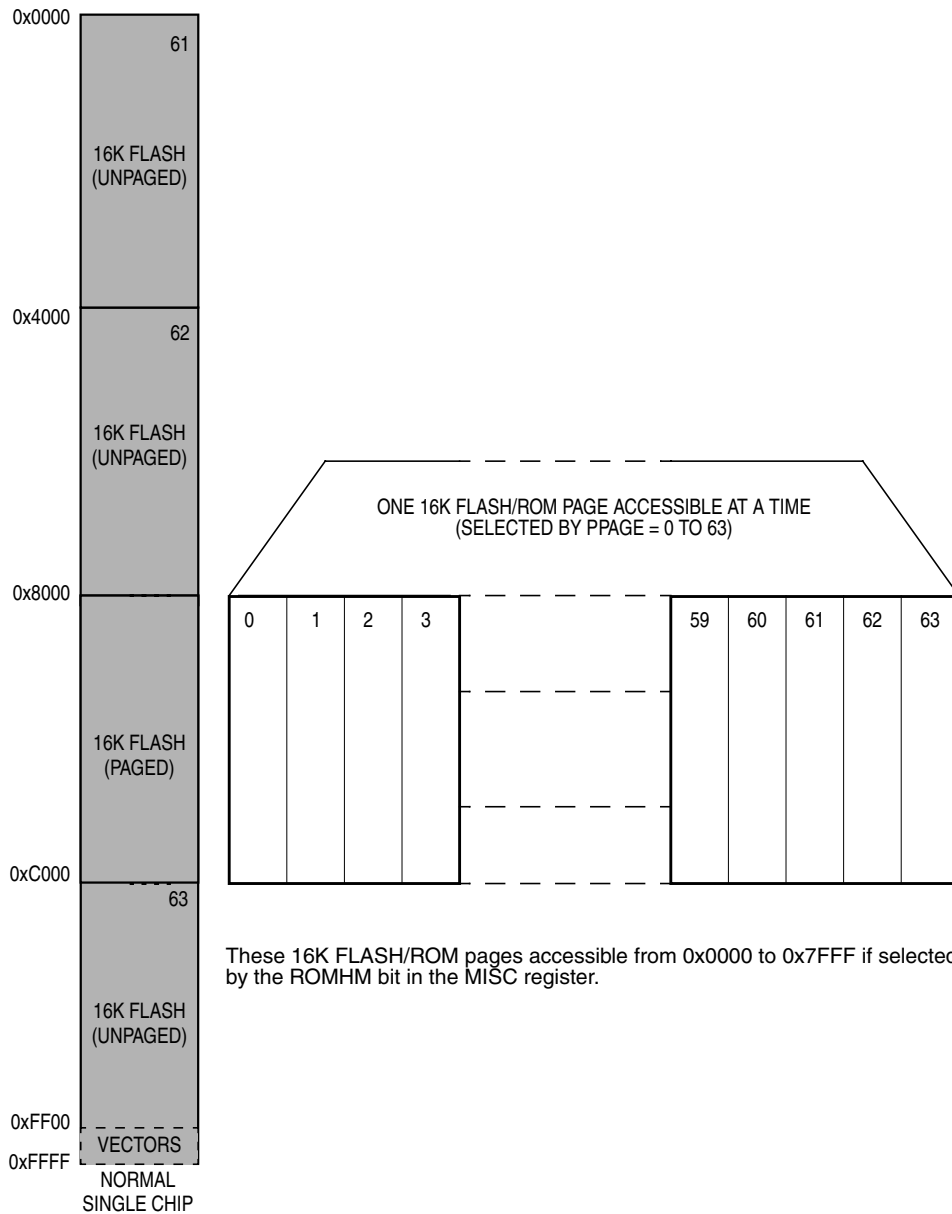 0x0000
61
16K FLASH
(UNPAGED)
0x4000
62
16K FLASH
(UNPAGED)
ONE 16K FLASH/ROM PAGE ACCESSIBLE AT A TIME
(SELECTED BY PPAGE = 0 TO 63)
0x8000
0 1 2 3 59 60 61 62 63
16K FLASH
(PAGED)
0xC000
63
These 16K FLASH/ROM pages accessible from 0x0000 to 0x7FFF if selected
by the ROMHM bit in the MISC register.
16K FLASH
(UNPAGED)
0xFF00
VECTORS
0xFFFF
NORMAL
SINGLE CHIP